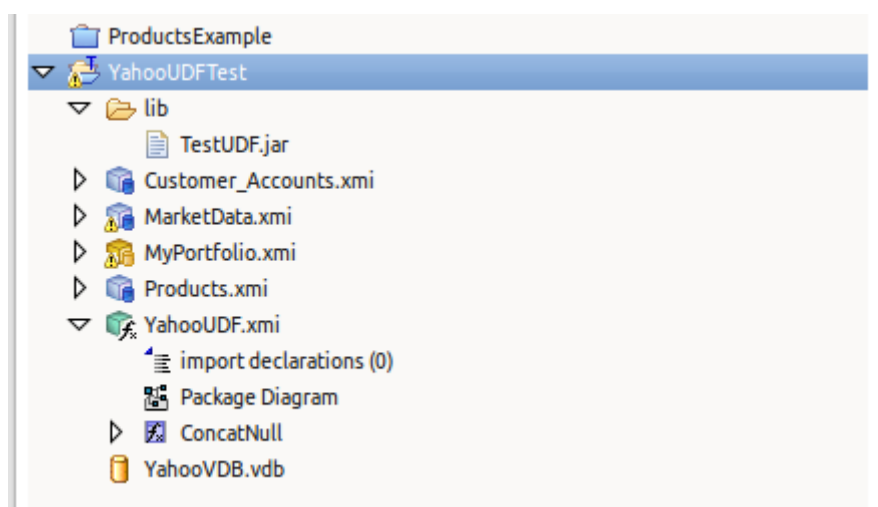 ProductsExample
YahooUDFTest
lib
TestUDF.jar
Customer_Accounts.xmi
MarketData.xmi
MyPortfolio.xmi
Products.xmi
YahooUDF.xmi
import declarations (0)
Package Diagram
ConcatNull
YahooVDB.vdb